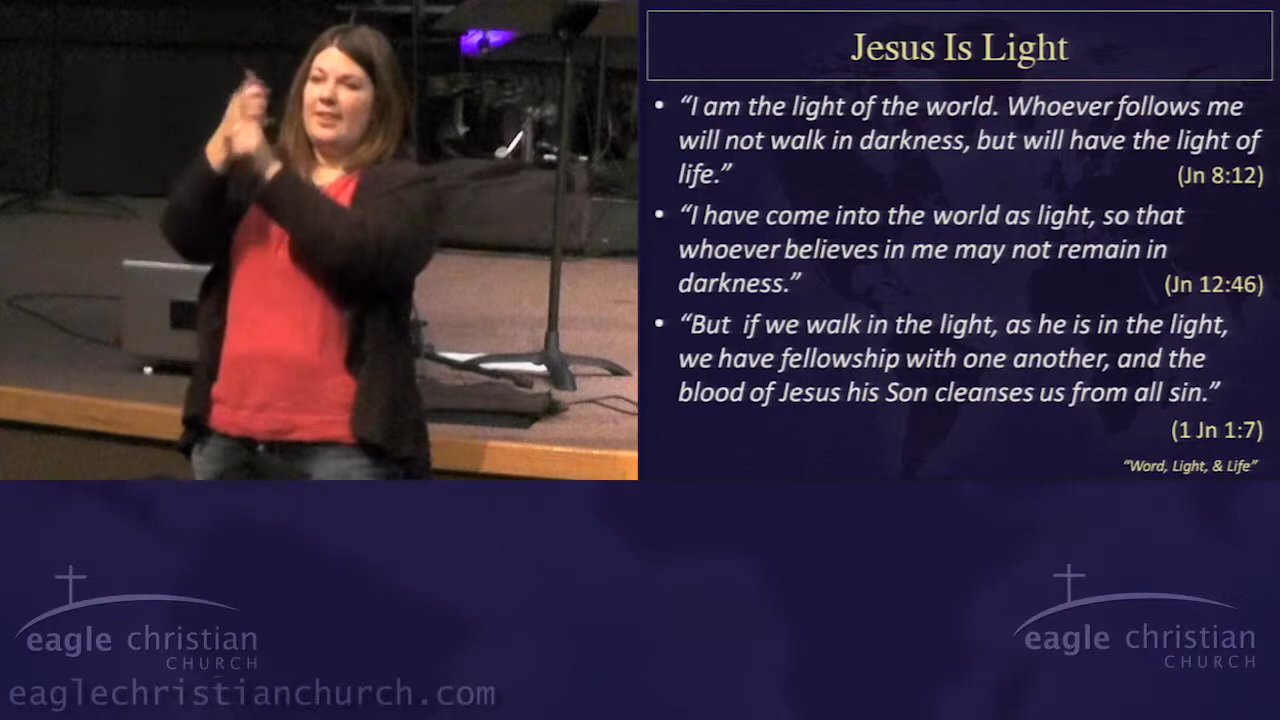 Jesus Is Light
• “I am the light of the world. Whoever follows me
will not walk in darkness, but will have the light of
life.” (Jn 8:12)
• “I have come into the world as light, so that
whoever believes in me may not remain in
darkness.” (Jn 12:46)
• “But if we walk in the light, as he is in the light,
we have fellowship with one another, and the
blood of Jesus his Son cleanses us from all sin.”
(1 Jn 1:7)
“Word, Light, & Life”
eagle christian
CHURCH
eaglechristianchurch.com
eagle christian
CHURCH